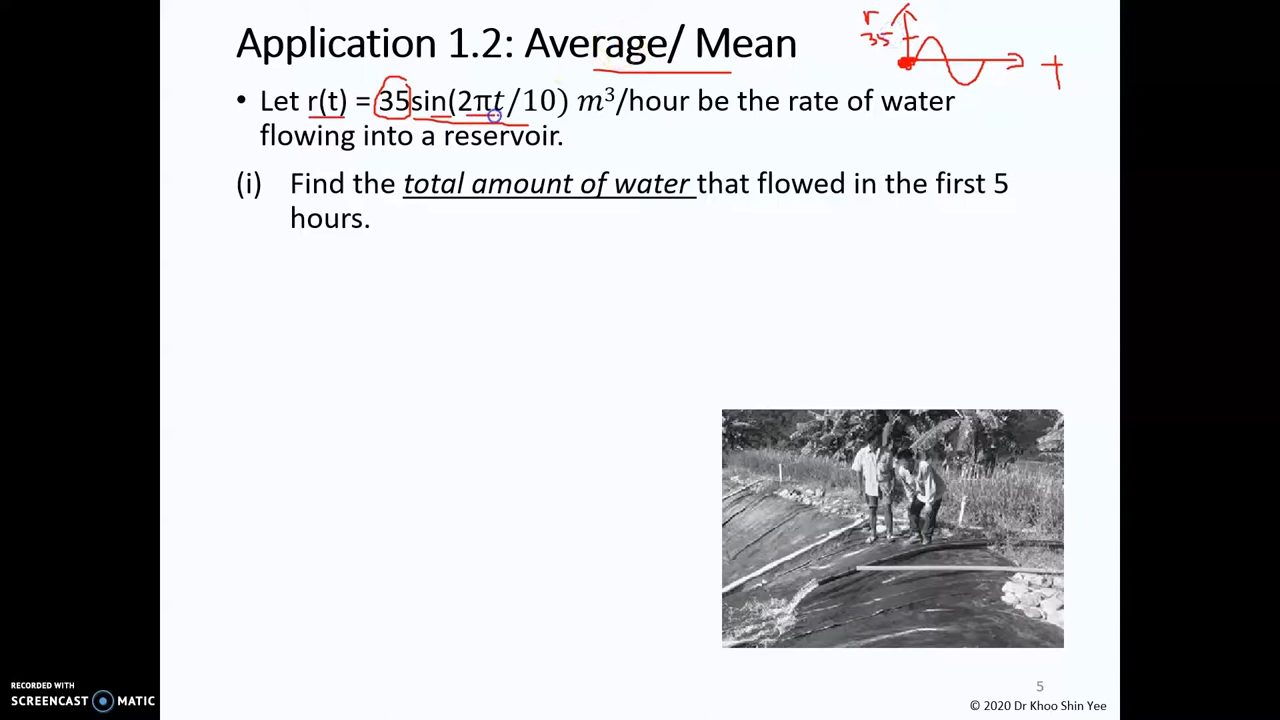 Application 1.2: Average/ Mean
r
35
t
• Let r(t) = 35sin(2πt/10) m³/hour be the rate of water
flowing into a reservoir.
(i) Find the total amount of water that flowed in the first 5
hours.
5
© 2020 Dr Khoo Shin Yee
RECORDED WITH
SCREENCAST MATIC